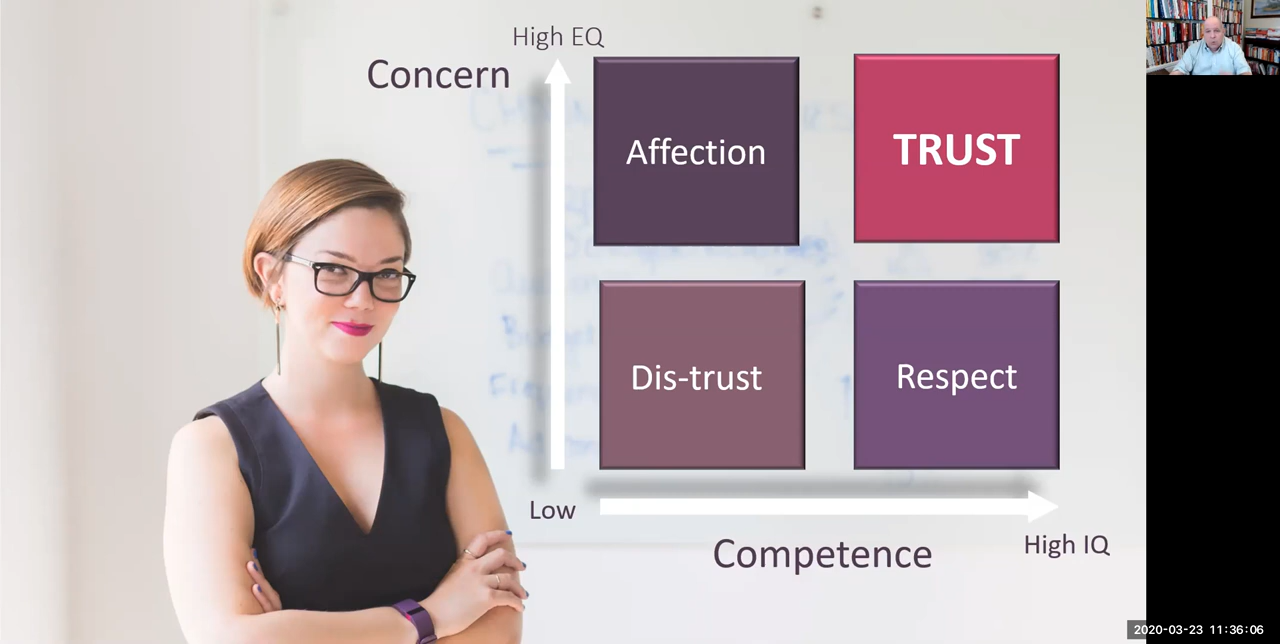 High EQ
Concern
Affection
TRUST
Dis-trust
Respect
Low
Competence
High IQ
2020-03-23 11:36:06